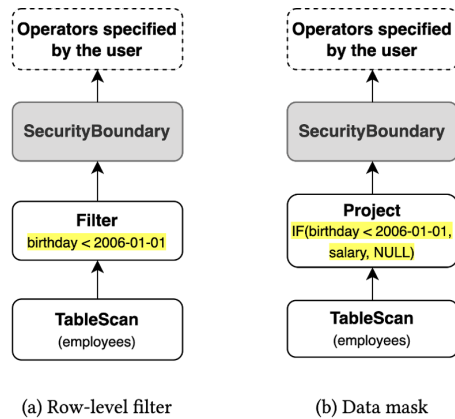 Operators specified
by the user
SecurityBoundary
Filter
birthday < 2006-01-01
TableScan
(employees)
(a) Row-level filter
Operators specified
by the user
SecurityBoundary
Project
IF(birthday < 2006-01-01,
salary, NULL)
TableScan
(employees)
(b) Data mask